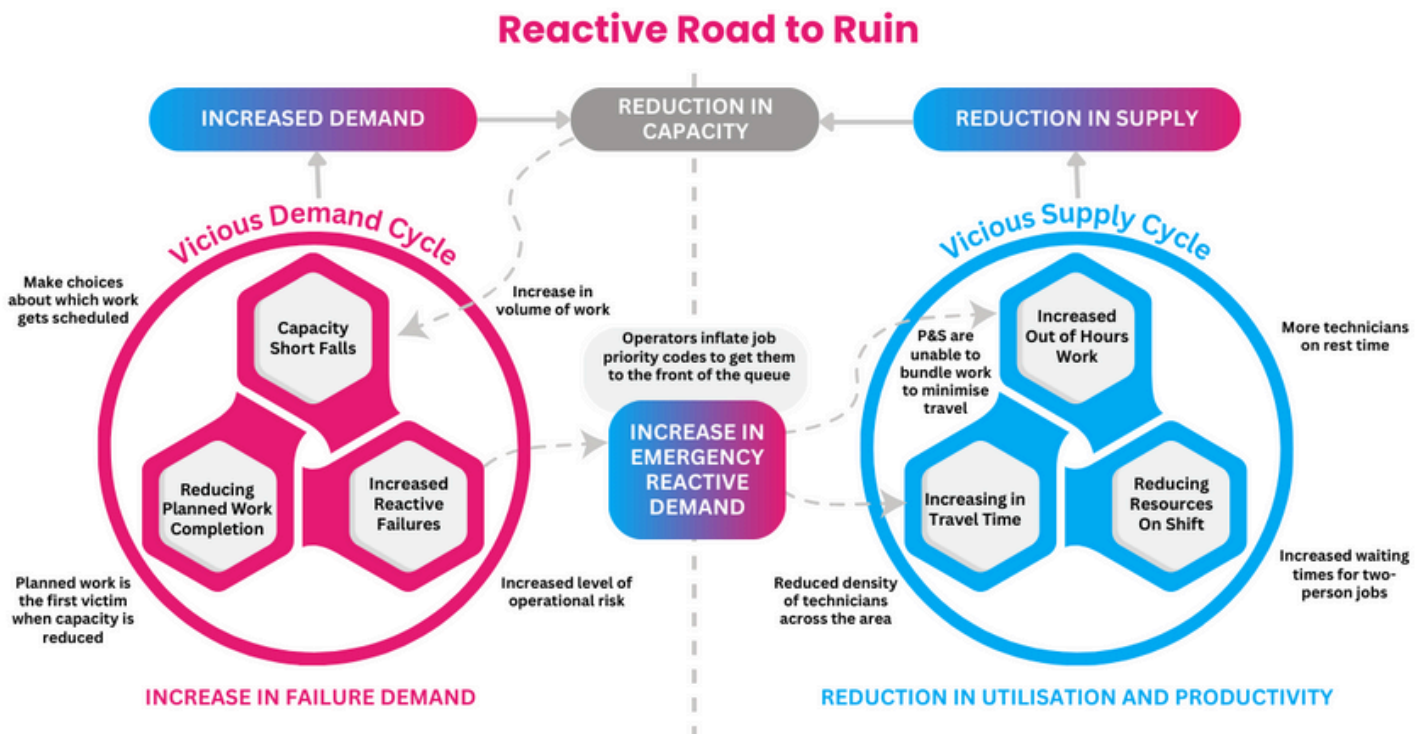 Reactive Road to Ruin
INCREASED DEMAND
REDUCTION IN
CAPACITY
REDUCTION IN SUPPLY
Vicious Demand Cycle
Make choices
about which work
gets scheduled
Capacity
Short Falls
Increase in
volume of work
Reducing
Planned Work
Completion
Increased
Reactive
Failures
Planned work is
the first victim
when capacity is
reduced
Increased level of
operational risk
INCREASE IN FAILURE DEMAND
Operators inflate job
priority codes to get them
to the front of the queue
INCREASE IN
EMERGENCY
REACTIVE
DEMAND
Vicious Supply Cycle
P&S are
unable to
bundle work
to minimise
travel
Increased
Out of Hours
Work
More technicians
on rest time
Increasing in
Travel Time
Reducing
Resources
On Shift
Reduced density
of technicians
across the area
Increased waiting
times for two-
person jobs
REDUCTION IN UTILISATION AND PRODUCTIVITY